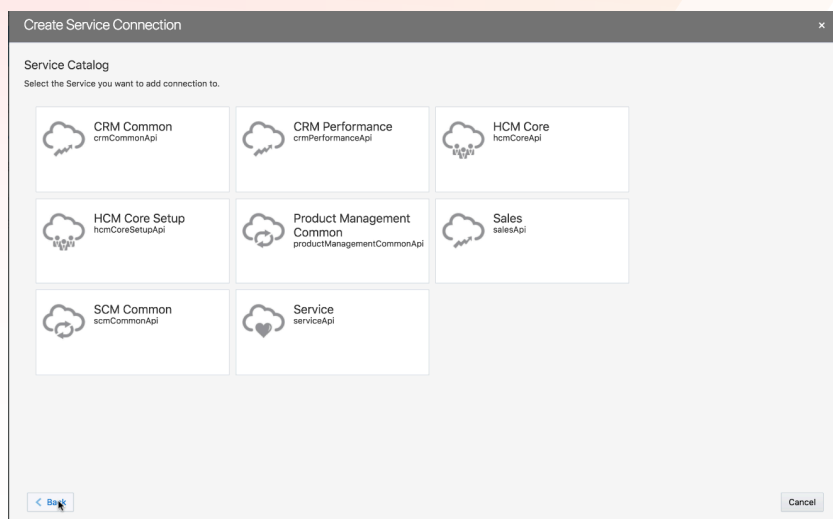 Create Service Connection
×
Service Catalog
Select the Service you want to add connection to.
CRM Common
crmCommonApi
CRM Performance
crmPerformanceApi
HCM Core
hcmCoreApi
HCM Core Setup
hcmCoreSetupApi
Product Management
Common
productManagementCommonApi
Sales
salesApi
SCM Common
scmCommonApi
Service
serviceApi
< Back
Cancel